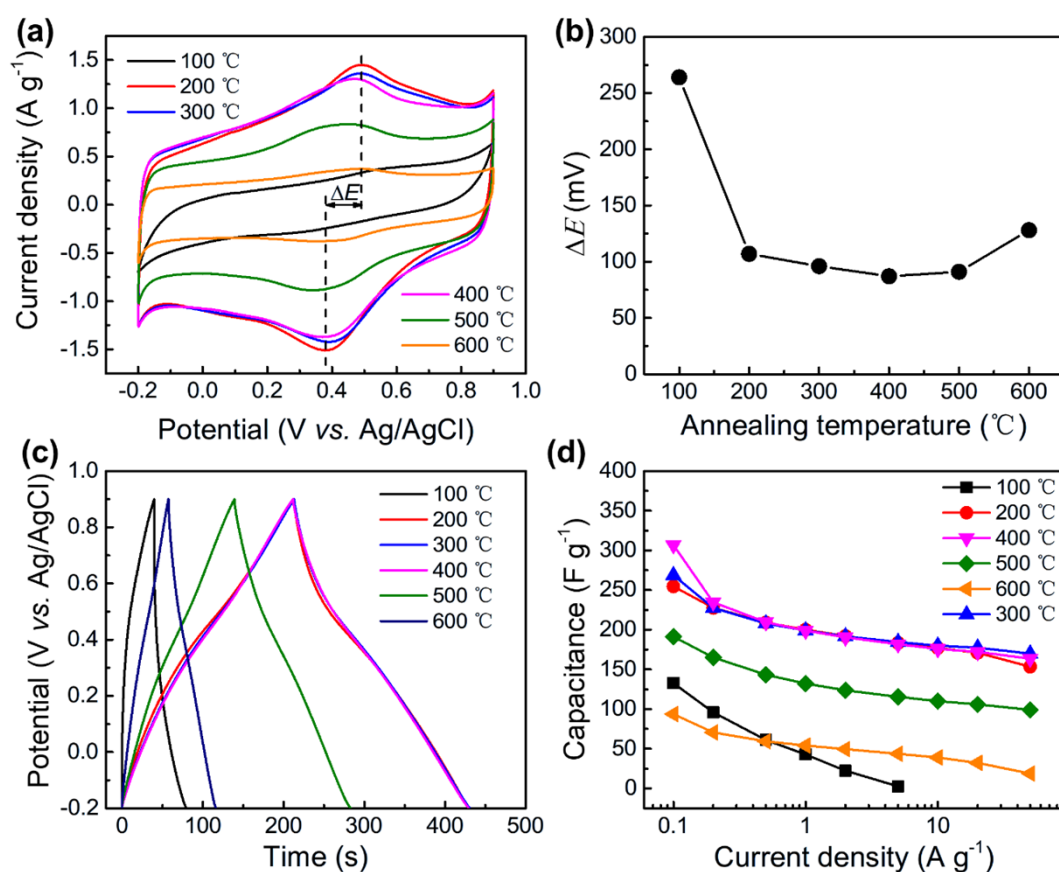 (a)
Current density (A g⁻¹)
1.5
1.0
0.5
0.0
-0.5
-1.0
-1.5
100 ℃
200 ℃
300 ℃
ΔE
400 ℃
500 ℃
600 ℃
-0.2 0.0 0.2 0.4 0.6 0.8 1.0
Potential (V vs. Ag/AgCl)
(b)
ΔE (mV)
300
250
200
150
100
50
0
100 200 300 400 500 600
Annealing temperature (℃)
(c)
Potential (V vs. Ag/AgCl)
1.0
0.8
0.6
0.4
0.2
0.0
-0.2
100 ℃
200 ℃
300 ℃
400 ℃
500 ℃
600 ℃
0 100 200 300 400 500
Time (s)
(d)
Capacitance (F g⁻¹)
400
350
300
250
200
150
100
50
0
100 ℃
200 ℃
400 ℃
500 ℃
600 ℃
300 ℃
0.1 1 10
Current density (A g⁻¹)